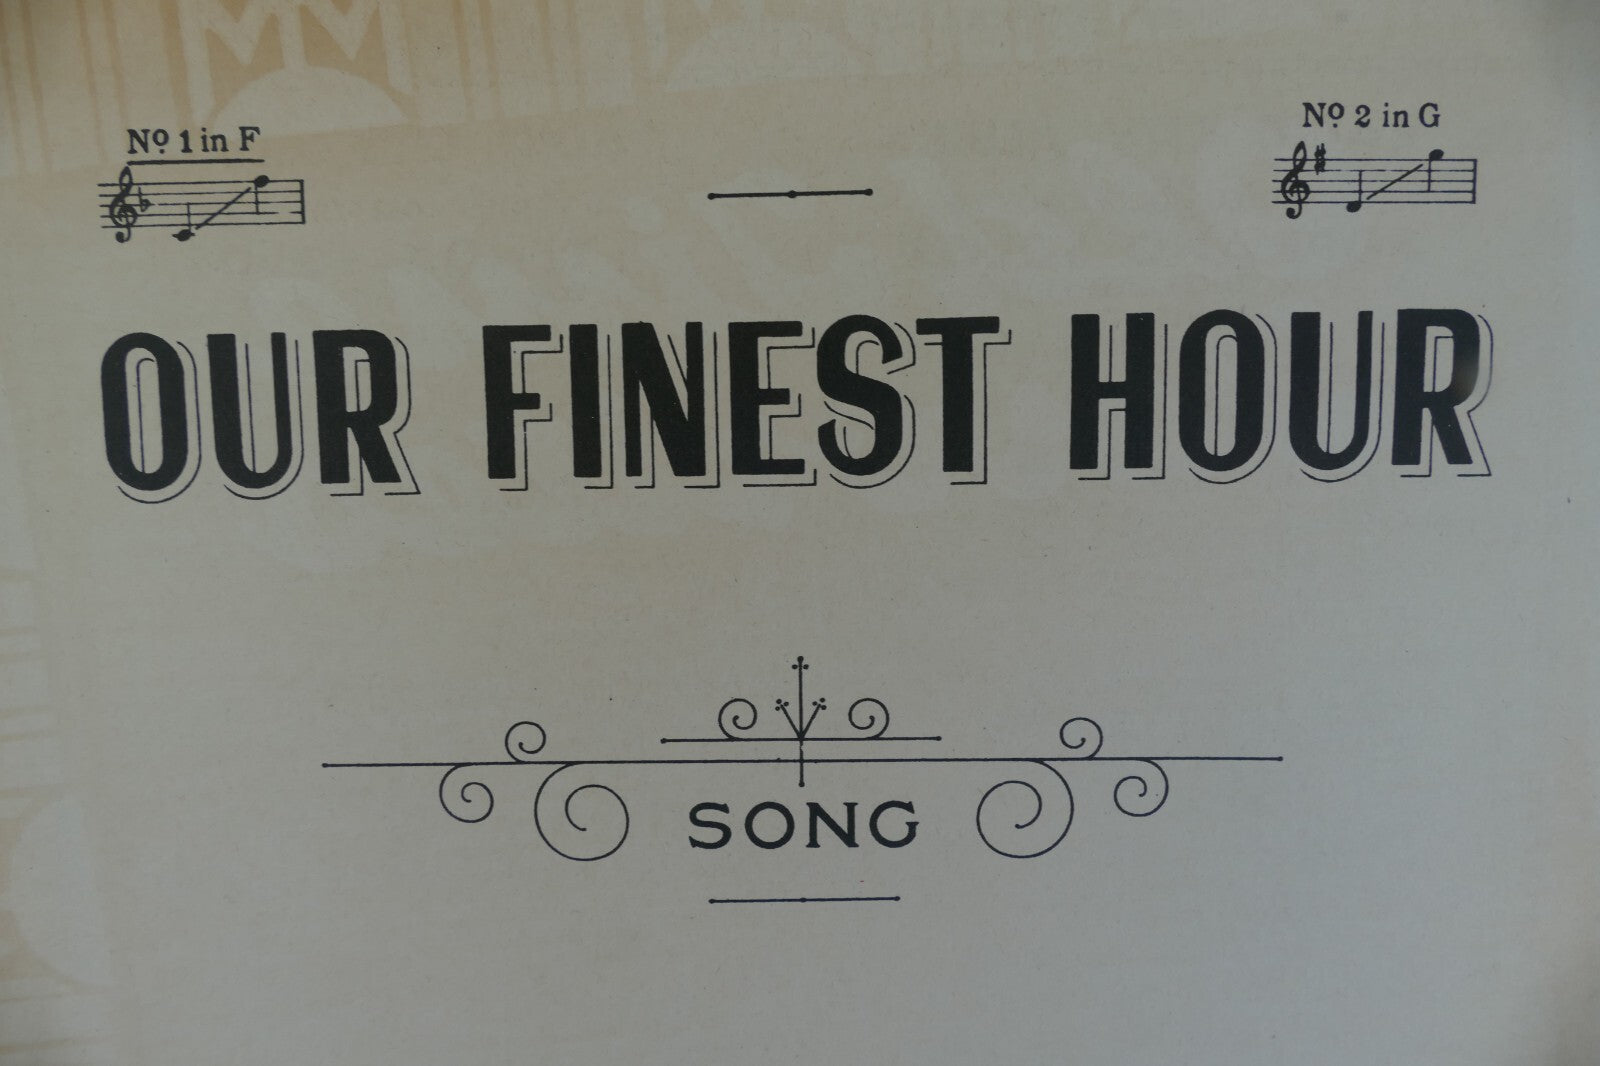 Nº 1 in F
Nº 2 in G
OUR FINEST HOUR
SONG